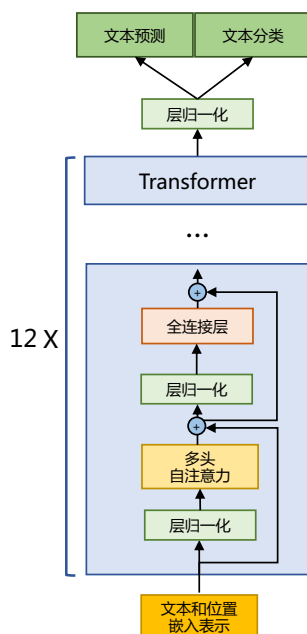 文本预测
文本分类
层归一化
Transformer
...
12 X
+
全连接层
层归一化
+
多头
自注意力
层归一化
文本和位置
嵌入表示